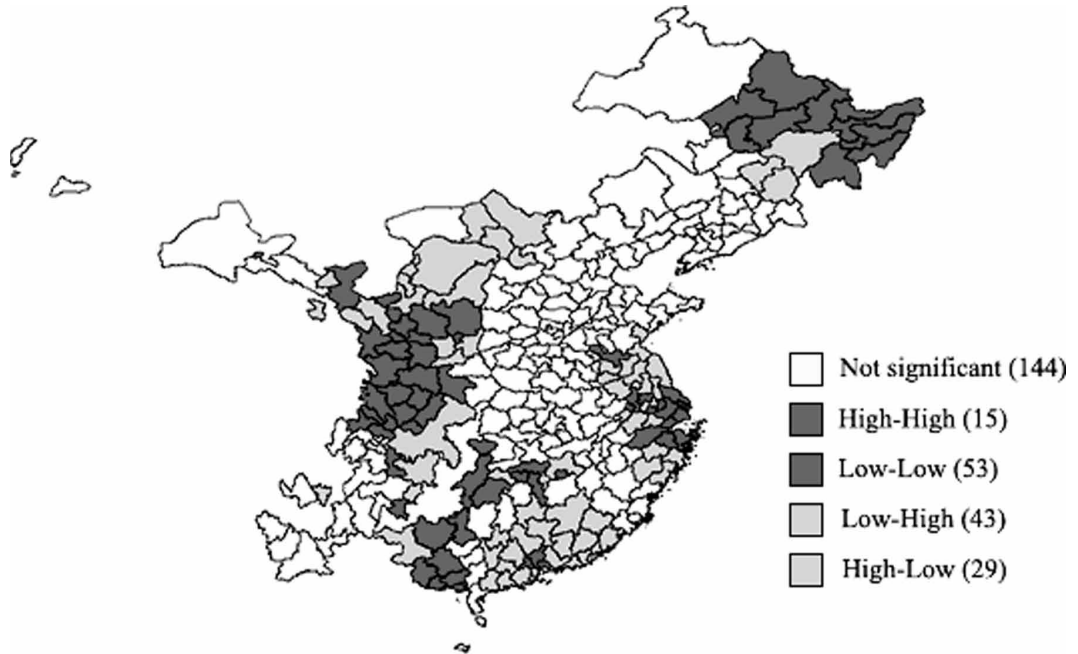 Not significant (144)
High-High (15)
Low-Low (53)
Low-High (43)
High-Low (29)